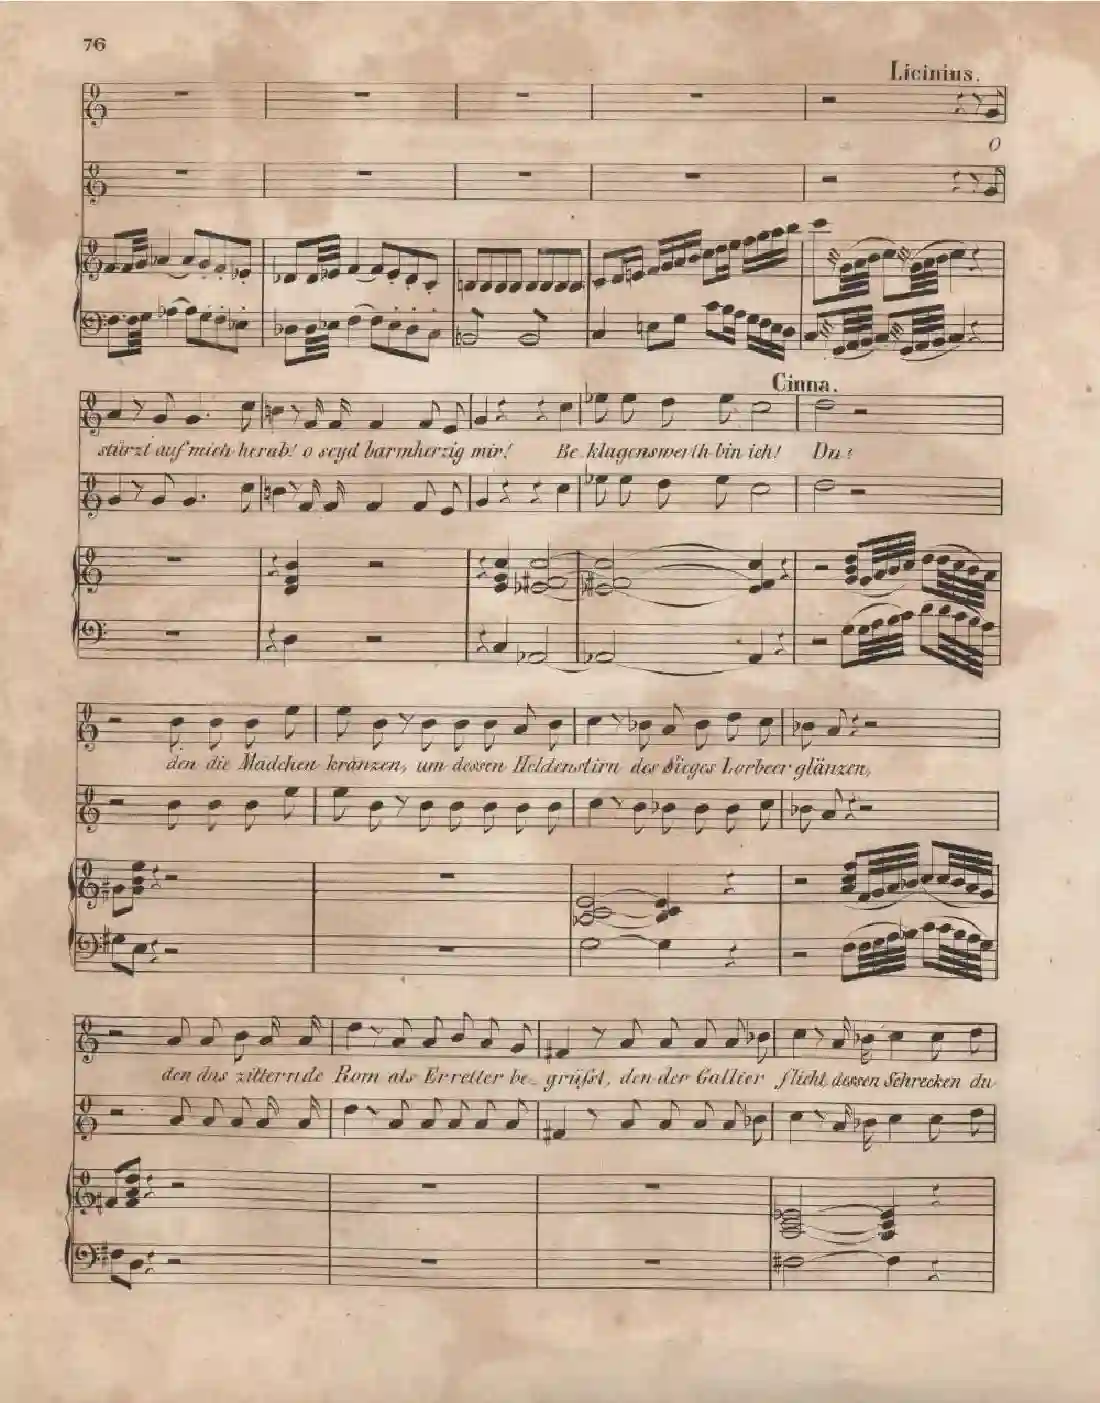 76
Licinius.
O
Cinna.
stürzt auf mich herab! o seyd barmherzig mir! Be klagenswerth bin ich! Du?
den die Mädchen kränzen, um dessen Heldenstirn des Sieges Lorbeer glänzen,
den das zitternde Rom als Erretter be- grüßt, den der Gallier flieht, dessen Schrecken du